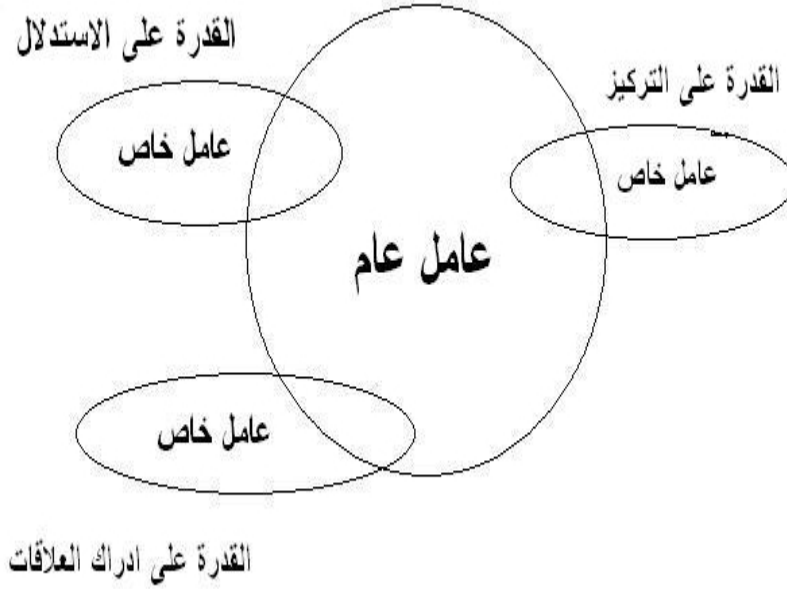 القدرة على الاستدلال
القدرة على التركيز
عامل خاص
عامل خاص
عامل عام
عامل خاص
القدرة على ادراك العلاقات